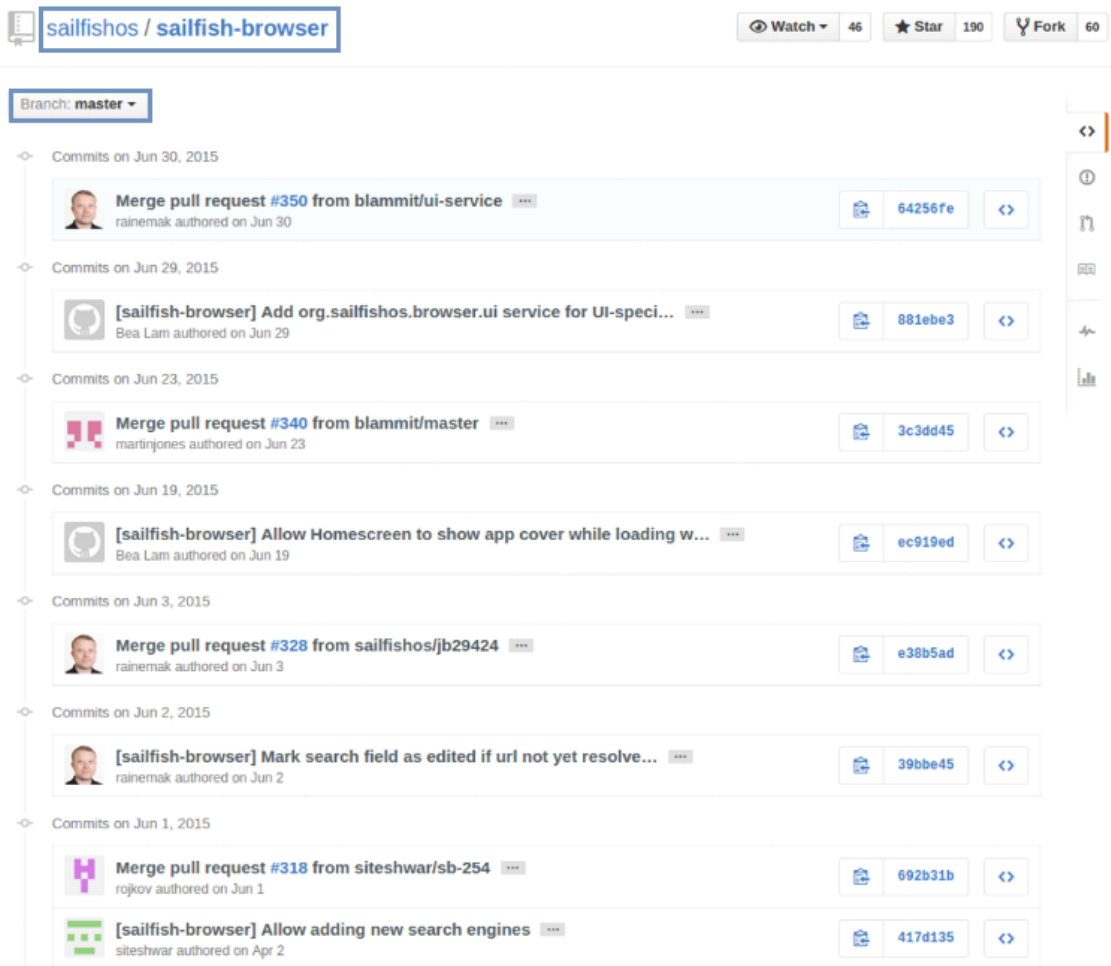 sailfishos / sailfish-browser
Watch 46 Star 190 Fork 60
Branch: master
Commits on Jun 30, 2015
Merge pull request #350 from blammit/ui-service ...
rainemak authored on Jun 30
64256fe
Commits on Jun 29, 2015
[sailfish-browser] Add org.sailfishos.browser.ui service for UI-speci… ...
Bea Lam authored on Jun 29
881ebe3
Commits on Jun 23, 2015
Merge pull request #340 from blammit/master ...
martinjones authored on Jun 23
3c3dd45
Commits on Jun 19, 2015
[sailfish-browser] Allow Homescreen to show app cover while loading w… ...
Bea Lam authored on Jun 19
ec919ed
Commits on Jun 3, 2015
Merge pull request #328 from sailfishos/jb29424 ...
rainemak authored on Jun 3
e38b5ad
Commits on Jun 2, 2015
[sailfish-browser] Mark search field as edited if url not yet resolve… ...
rainemak authored on Jun 2
39bbe45
Commits on Jun 1, 2015
Merge pull request #318 from siteshwar/sb-254 ...
rojkov authored on Jun 1
692b31b
[sailfish-browser] Allow adding new search engines ...
siteshwar authored on Apr 2
417d135